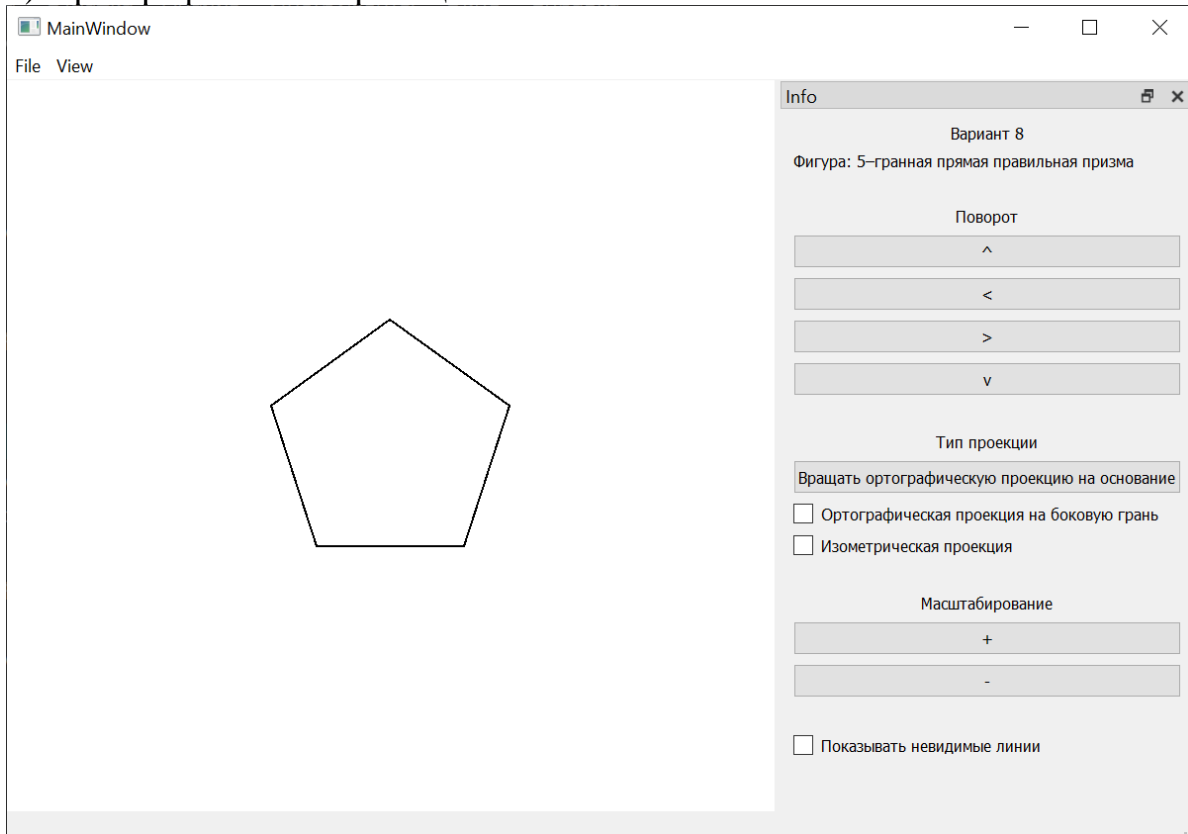 MainWindow
File View
Info
Вариант 8
Фигура: 5–гранная прямая правильная призма
Поворот
^
<
>
v
Тип проекции
Вращать ортографическую проекцию на основание
Ортографическая проекция на боковую грань
Изометрическая проекция
Масштабирование
+
-
Показывать невидимые линии